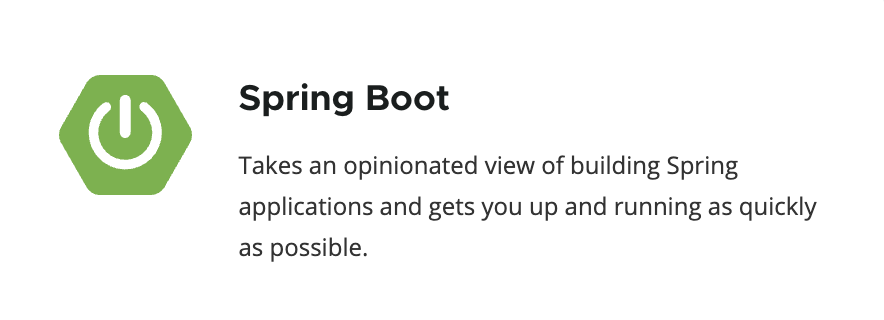 Spring Boot
Takes an opinionated view of building Spring
applications and gets you up and running as quickly
as possible.